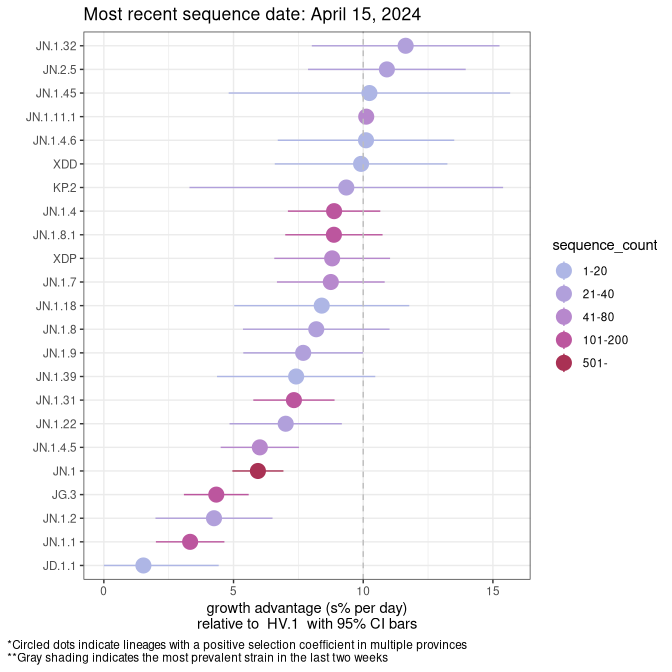 Most recent sequence date: April 15, 2024
JN.1.32
JN.2.5
JN.1.45
JN.1.11.1
JN.1.4.6
XDD
KP.2
JN.1.4
JN.1.8.1
XDP
JN.1.7
JN.1.18
JN.1.8
JN.1.9
JN.1.39
JN.1.31
JN.1.22
JN.1.4.5
JN.1
JG.3
JN.1.2
JN.1.1
JD.1.1
0 5 10 15
growth advantage (s% per day)
relative to HV.1 with 95% CI bars
sequence_count
1-20
21-40
41-80
101-200
501-
*Circled dots indicate lineages with a positive selection coefficient in multiple provinces
**Gray shading indicates the most prevalent strain in the last two weeks